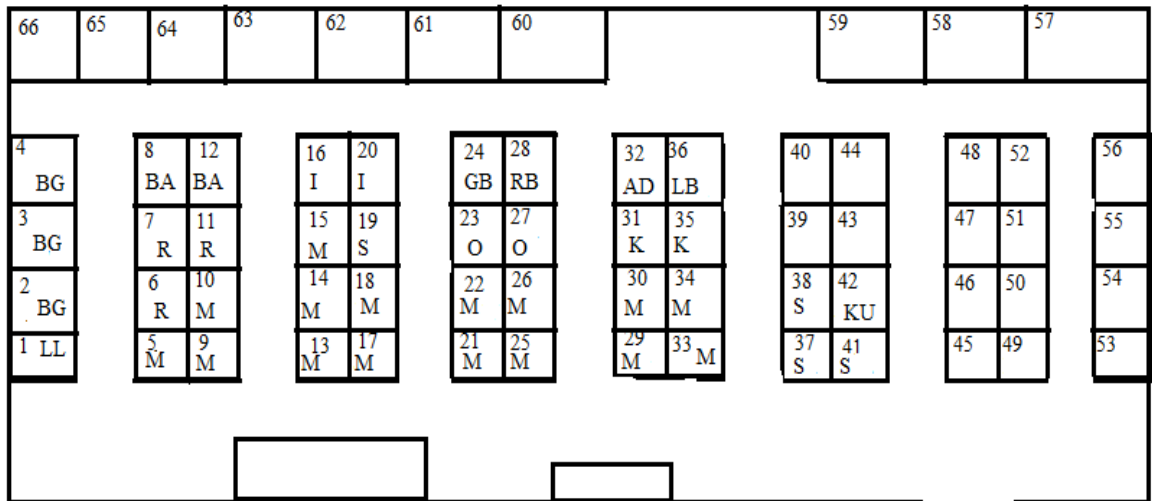 66 65 64 63 62 61 60 59 58 57
4 8 12 16 20 24 28 32 36 40 44 48 52 56
BG BA BA I I GB RB AD LB
3 7 11 15 19 23 27 31 35 39 43 47 51 55
BG R R M S O O K K
2 6 10 14 18 22 26 30 34 38 42 46 50 54
BG R M M M M M M M S KU
1 LL 5 9 13 17 21 25 29 33 37 41 45 49 53
M M M M M M M M S S